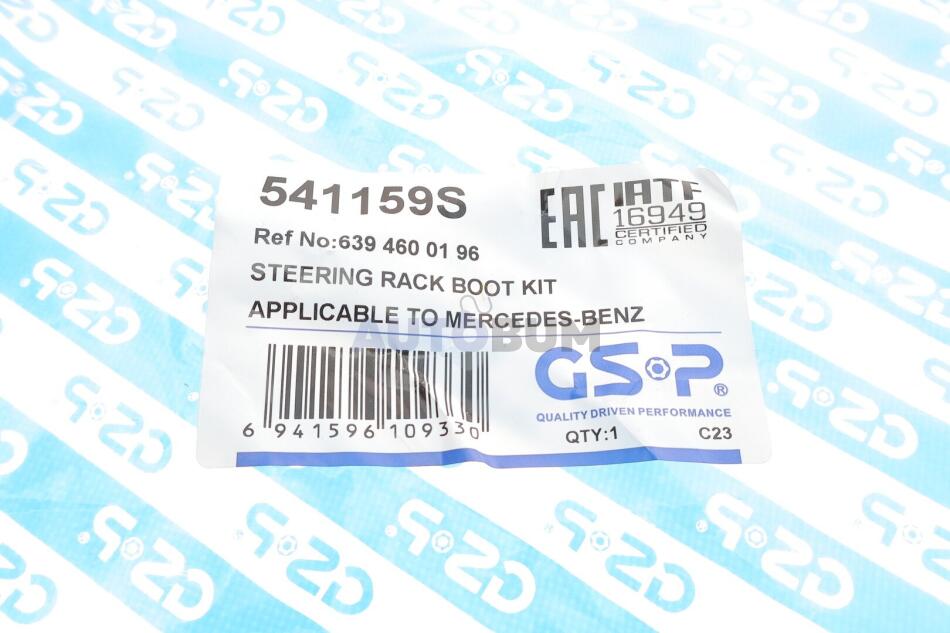 541159S
EAC
IATF
16949
CERTIFIED
COMPANY
Ref No:639 460 01 96
STEERING RACK BOOT KIT
APPLICABLE TO MERCEDES-BENZ
AUTOBUM
GSP®
QUALITY DRIVEN PERFORMANCE
6 941596 109330
QTY:1
C23